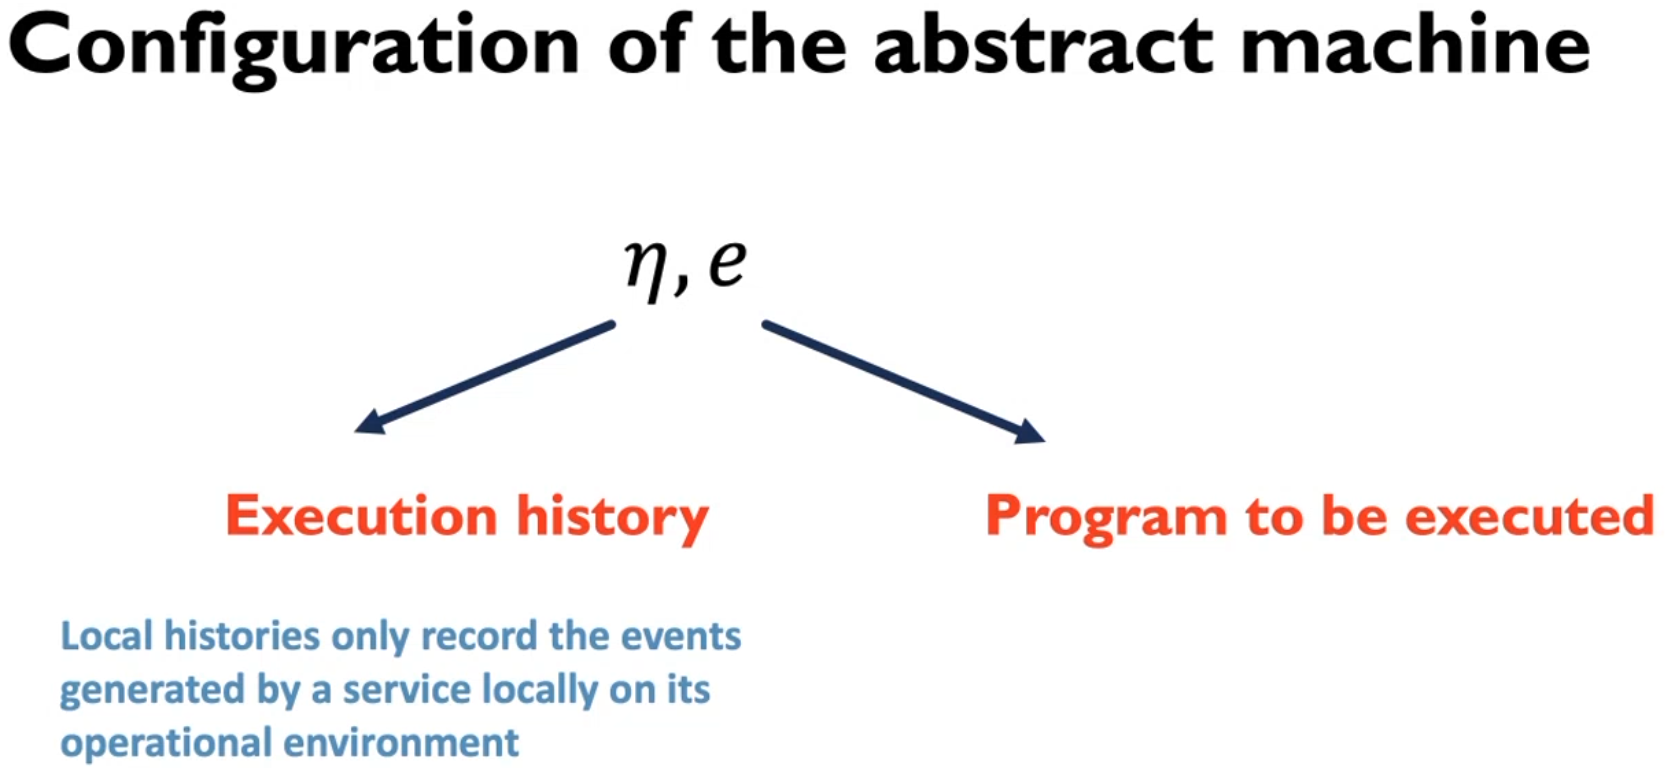 Configuration of the abstract machine
η, e
Execution history
Program to be executed
Local histories only record the events
generated by a service locally on its
operational environment